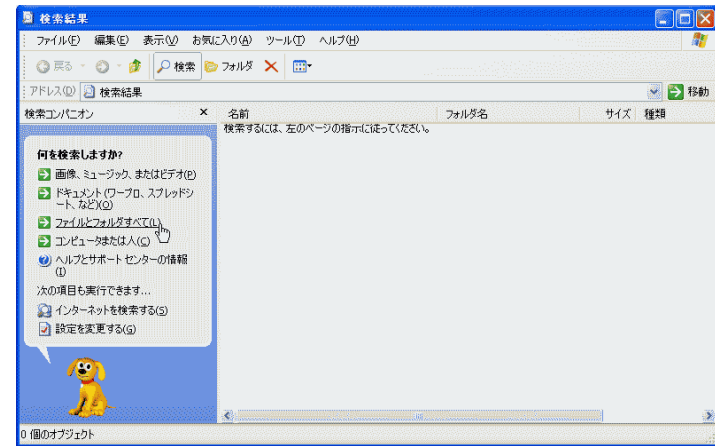 検索結果
ファイル(F) 編集(E) 表示(V) お気に入り(A) ツール(T) ヘルプ(H)
戻る 検索 フォルダ
アドレス(D) 検索結果 移動
検索コンパニオン × 名前 フォルダ名 サイズ 種類
検索するには、左のページの指示に従ってください。
何を検索しますか?
画像、ミュージック、またはビデオ(P)
ドキュメント (ワープロ、スプレッドシ
ート、など)(O)
ファイルとフォルダすべて(L)
コンピュータまたは人(C)
ヘルプとサポート センターの情報
(I)
次の項目も実行できます...
インターネットを検索する(S)
設定を変更する(G)
0 個のオブジェクト